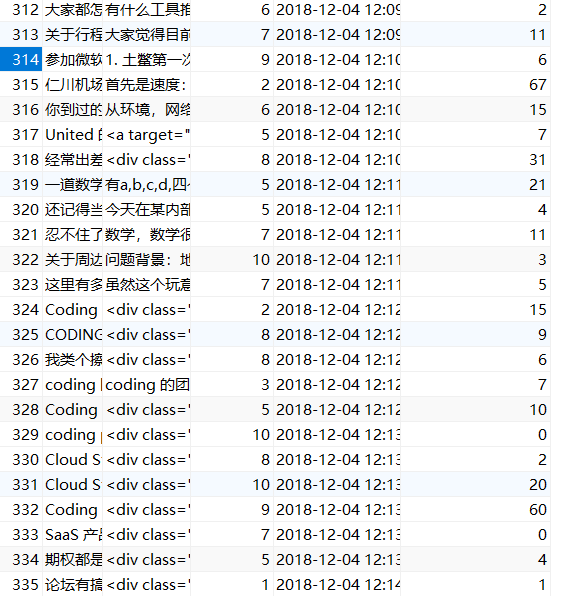 312 大家都怎 有什么工具推 6 2018-12-04 12:09 2
313 关于行程 大家觉得目前 7 2018-12-04 12:09 11
314 参加微软 1. 土鳖第一次 9 2018-12-04 12:10 6
315 仁川机场 首先是速度： 2 2018-12-04 12:10 67
316 你到过的 从环境，网络 6 2018-12-04 12:10 15
317 United <a target=" 5 2018-12-04 12:10 7
318 经常出差 <div class=" 8 2018-12-04 12:10 31
319 一道数学 有a,b,c,d,四个 5 2018-12-04 12:11 21
320 还记得当 今天在某内部 5 2018-12-04 12:11 4
321 忍不住了 数学，数学很 7 2018-12-04 12:11 11
322 关于周边 问题背景：地 10 2018-12-04 12:11 3
323 这里有多 虽然这个玩意 7 2018-12-04 12:11 5
324 Coding <div class=" 2 2018-12-04 12:12 15
325 CODING <div class=" 8 2018-12-04 12:12 9
326 我类个擦 <div class=" 8 2018-12-04 12:12 6
327 coding coding 的团 3 2018-12-04 12:12 7
328 Coding <div class=" 5 2018-12-04 12:12 10
329 coding <div class=" 10 2018-12-04 12:13 0
330 Cloud S <div class=" 8 2018-12-04 12:13 2
331 Cloud S <div class=" 10 2018-12-04 12:13 20
332 Coding <div class=" 9 2018-12-04 12:13 60
333 SaaS 产品 <div class=" 7 2018-12-04 12:13 0
334 期权都是 <div class=" 5 2018-12-04 12:13 4
335 论坛有搞 <div class=" 1 2018-12-04 12:14 1